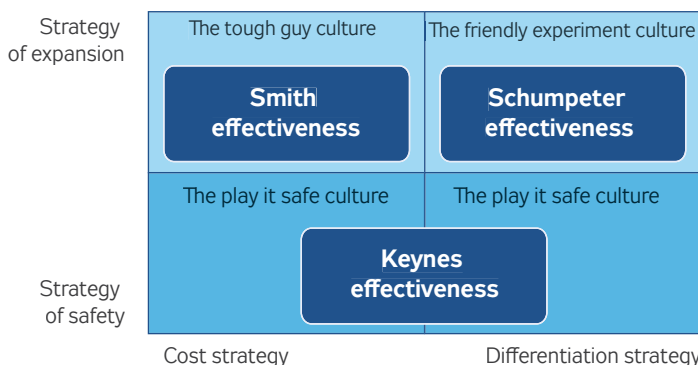 Strategy
of expansion
The tough guy culture
The friendly experiment culture
Smith
effectiveness
Schumpeter
effectiveness
The play it safe culture
The play it safe culture
Keynes
effectiveness
Strategy
of safety
Cost strategy
Differentiation strategy